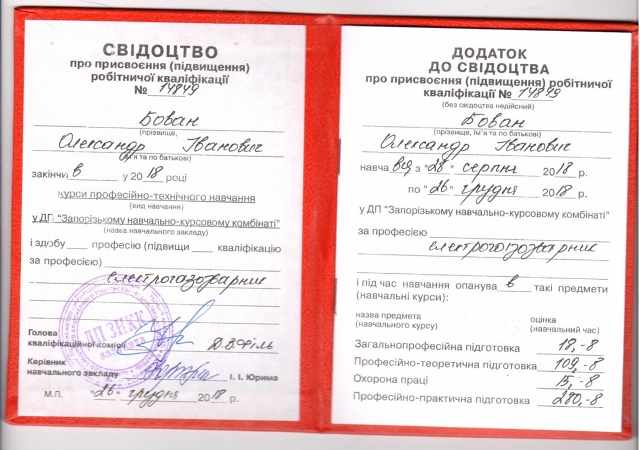 СВІДОЦТВО
про присвоєння (підвищення)
робітничої кваліфікації
№ 14849
Бован
(прізвище,
Олександр Іванович
ім'я та по батькові)
закінчив у 2018 році
курси професійно-технічного навчання
(вид навчання)
у ДП "Запорізькому навчально-курсовому комбінаті"
(назва навчального закладу)
і здобу професію (підвищи кваліфікацію
за професією)
електрогазозварник
Голова
кваліфікаційної комісії Д.В.Філь
Керівник
навчального закладу І. І. Юрима
М.П. "26" грудня 2018 р.
ДОДАТОК
ДО СВІДОЦТВА
про присвоєння (підвищення) робітничої
кваліфікації № 14849
(без свідоцтва недійсний)
Бован
(прізвище, ім'я та по батькові)
Олександр Іванович
навчавися з "28" серпня 2018 р.
по "26" грудня 2018 р.
у ДП "Запорізькому навчально-курсовому комбінаті"
за професією
електрогазозварник
і під час навчання опанував такі предмети
(навчальні курси):
назва предмета оцінка
(навчального курсу) (навчальний час)
Загальнопрофесійна підготовка 18,-8
Професійно-теоретична підготовка 109,-8
Охорона праці 15,-8
Професійно-практична підготовка 280,-8